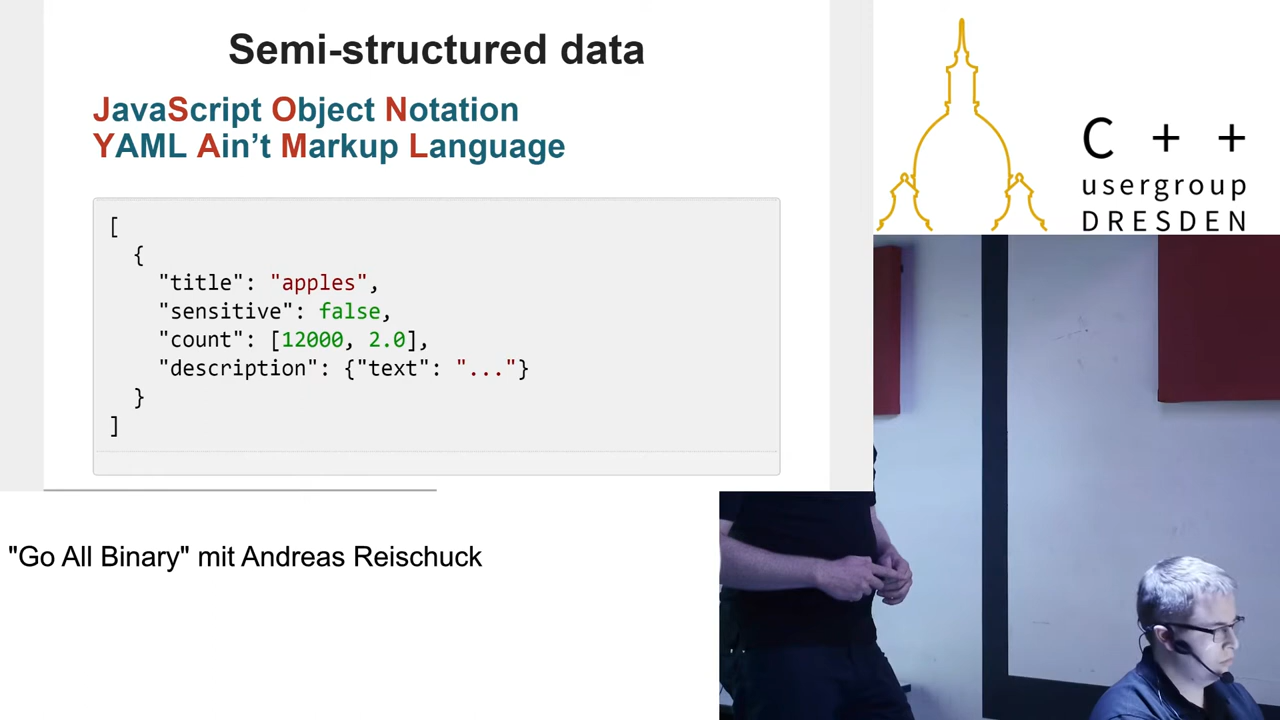 Semi-structured data
JavaScript Object Notation
YAML Ain’t Markup Language
[
{
"title": "apples",
"sensitive": false,
"count": [12000, 2.0],
"description": {"text": "..."}
}
]
C + +
usergroup
DRESDEN
"Go All Binary" mit Andreas Reischuck